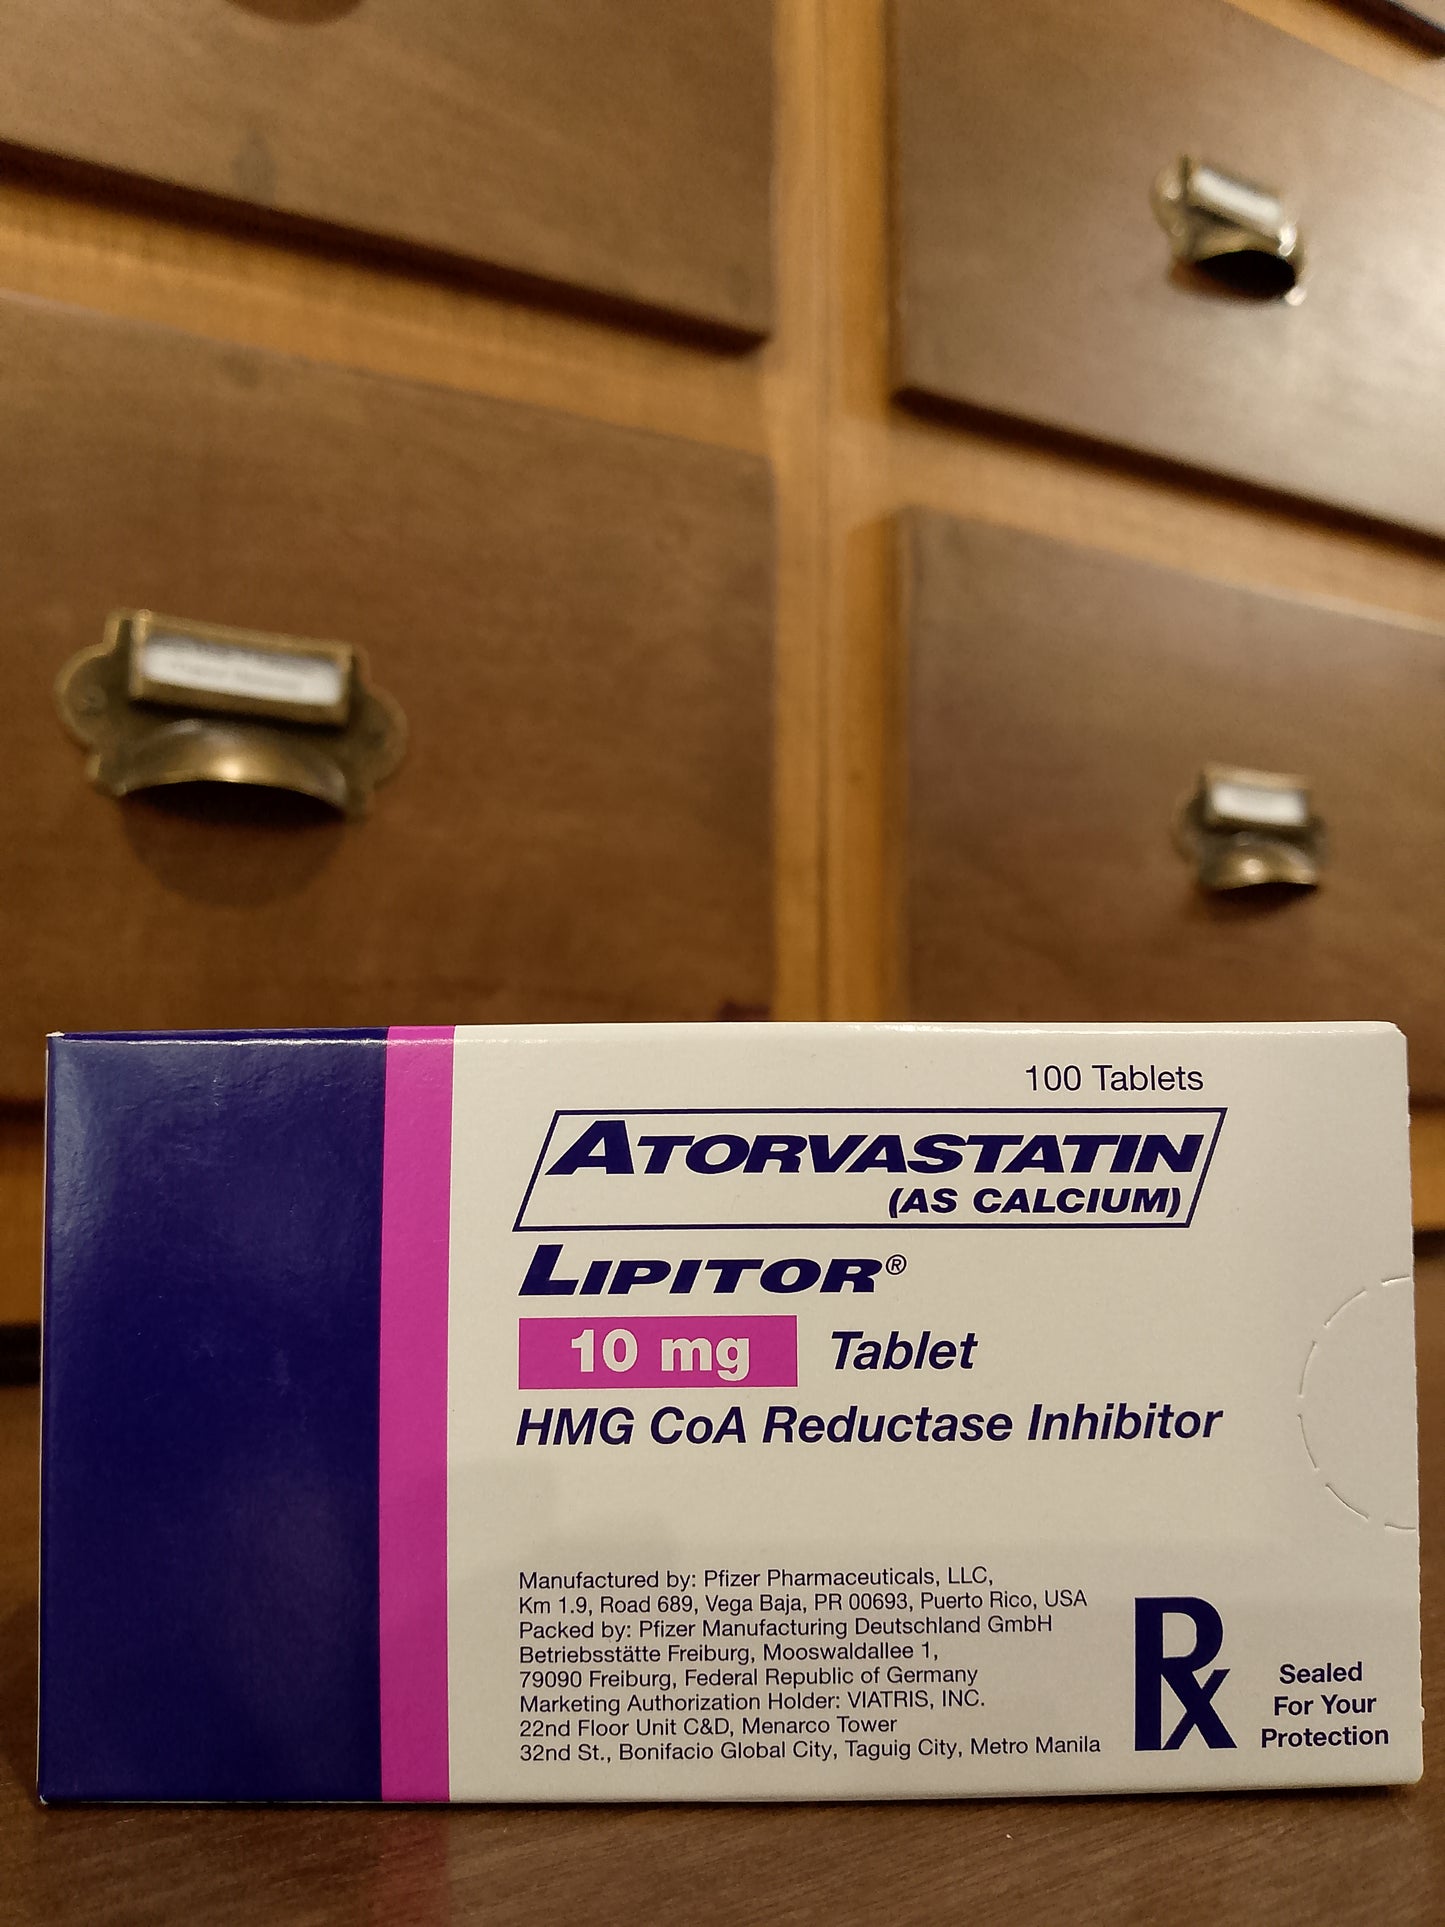 100 Tablets
ATORVASTATIN
(AS CALCIUM)
LIPITOR®
10 mg Tablet
HMG CoA Reductase Inhibitor
Manufactured by: Pfizer Pharmaceuticals, LLC,
Km 1.9, Road 689, Vega Baja, PR 00693, Puerto Rico, USA
Packed by: Pfizer Manufacturing Deutschland GmbH
Betriebsstätte Freiburg, Mooswaldallee 1,
79090 Freiburg, Federal Republic of Germany
Marketing Authorization Holder: VIATRIS, INC.
22nd Floor Unit C&D, Menarco Tower
32nd St., Bonifacio Global City, Taguig City, Metro Manila
Rx
Sealed
For Your
Protection